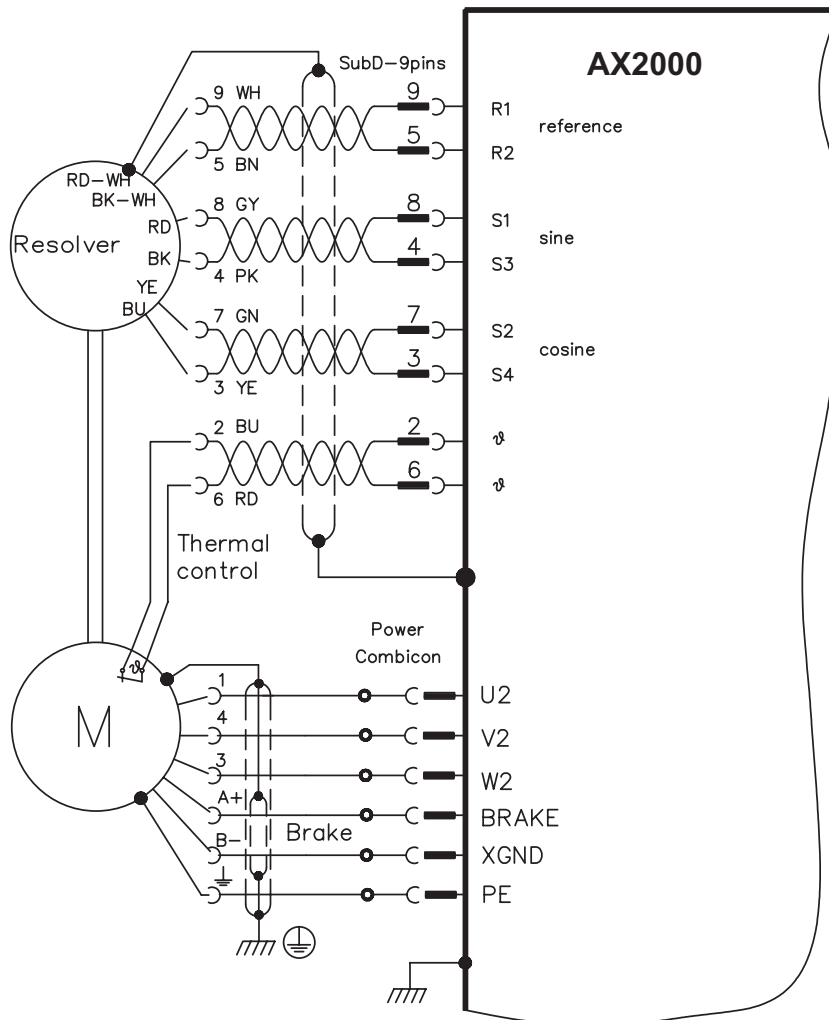 AX2000
SubD-9pins
9 WH 9 R1
reference
5 BN 5 R2
RD-WH
BK-WH
8 GY 8 S1
RD
Resolver
sine
BK
4 PK 4 S3
YE
BU
7 GN 7 S2
cosine
3 YE 3 S4
2 BU 2 ϑ
6 RD 6 ϑ
Thermal
control
Power
Combicon
ϑ
1 U2
M
4 V2
3 W2
A+ BRAKE
Brake
B- XGND
PE